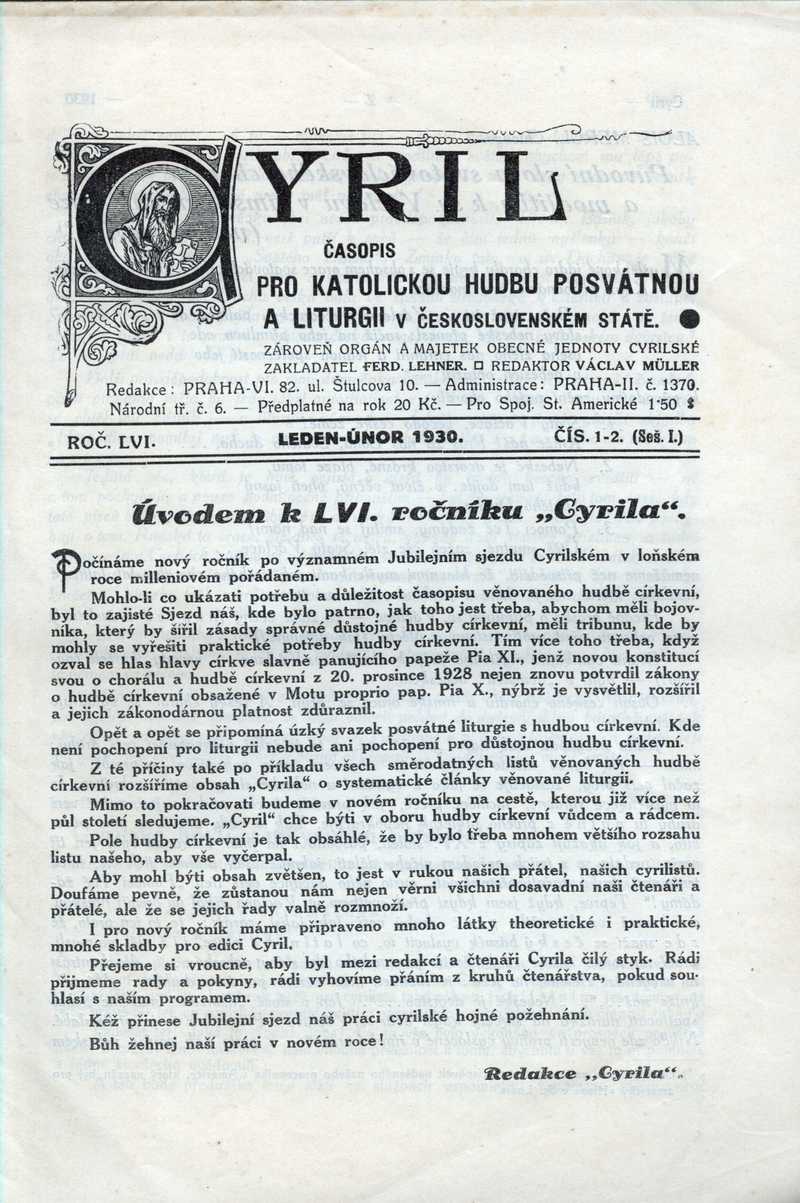 CYRIL
ČASOPIS
PRO KATOLICKOU HUDBU POSVÁTNOU
A LITURGII V ČESKOSLOVENSKÉM STÁTĚ. ●
ZÁROVEŇ ORGÁN A MAJETEK OBECNÉ JEDNOTY CYRILSKÉ
ZAKLADATEL FERD. LEHNER. □ REDAKTOR VÁCLAV MÜLLER
Redakce: PRAHA-VI. 82. ul. Štulcova 10. — Administrace: PRAHA-II. č. 1370.
Národní tř. č. 6. — Předplatné na rok 20 Kč. — Pro Spoj. St. Americké 1·50 $
ROČ. LVI. LEDEN-ÚNOR 1930. ČÍS. 1-2. (Seš. I.)
Úvodem k LVI. ročníku „Cyrila“.
Počínáme nový ročník po významném Jubilejním sjezdu Cyrilském v loňském
roce milleniovém pořádaném.
Mohlo-li co ukázati potřebu a důležitost časopisu věnovaného hudbě církevní,
byl to zajisté Sjezd náš, kde bylo patrno, jak toho jest třeba, abychom měli bojov-
níka, který by šířil zásady správné důstojné hudby církevní, měli tribunu, kde by
mohly se vyřešiti praktické potřeby hudby církevní. Tím více toho třeba, když
ozval se hlas hlavy církve slavně panujícího papeže Pia XI., jenž novou konstitucí
svou o chorálu a hudbě církevní z 20. prosince 1928 nejen znovu potvrdil zákony
o hudbě církevní obsažené v Motu proprio pap. Pia X., nýbrž je vysvětlil, rozšířil
a jejich zákonodárnou platnost zdůraznil.
Opět a opět se připomíná úzký svazek posvátné liturgie s hudbou církevní. Kde
není pochopení pro liturgii nebude ani pochopení pro důstojnou hudbu církevní.
Z té příčiny také po příkladu všech směrodatných listů věnovaných hudbě
církevní rozšíříme obsah „Cyrila“ o systematické články věnované liturgii.
Mimo to pokračovati budeme v novém ročníku na cestě, kterou již více než
půl století sledujeme. „Cyril“ chce býti v oboru hudby církevní vůdcem a rádcem.
Pole hudby církevní je tak obsáhlé, že by bylo třeba mnohem většího rozsahu
listu našeho, aby vše vyčerpal.
Aby mohl býti obsah zvětšen, to jest v rukou našich přátel, našich cyrilistů.
Doufáme pevně, že zůstanou nám nejen věrni všichni dosavadní naši čtenáři a
přátelé, ale že se jejich řady valně rozmnoží.
I pro nový ročník máme připraveno mnoho látky theoretické i praktické,
mnohé skladby pro edici Cyril.
Přejeme si vroucně, aby byl mezi redakcí a čtenáři Cyrila čilý styk. Rádi
přijmeme rady a pokyny, rádi vyhovíme přáním z kruhů čtenářstva, pokud sou-
hlasí s naším programem.
Kéž přinese Jubilejní sjezd náš práci cyrilské hojné požehnání.
Bůh žehnej naší práci v novém roce!
Redakce „Cyrila“.